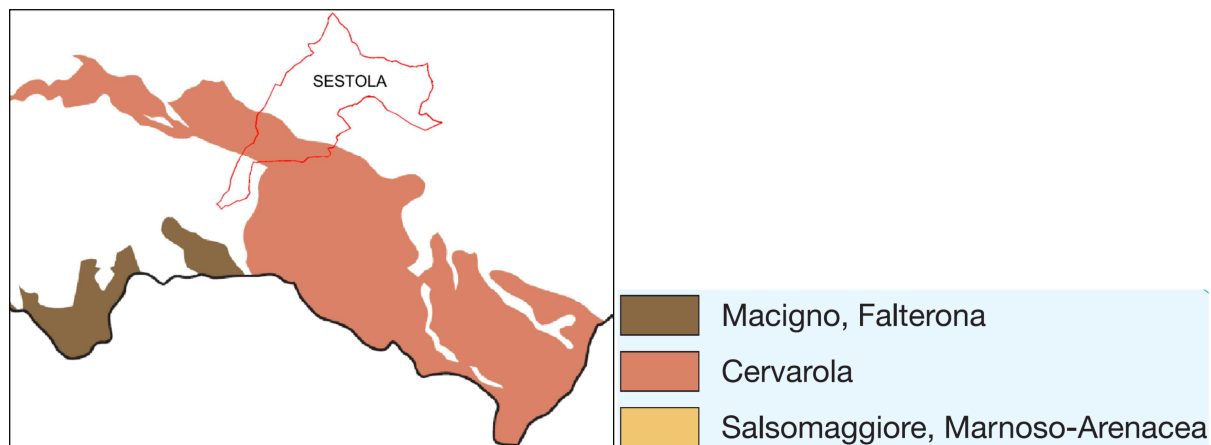 SESTOLA
Macigno, Falterona
Cervarola
Salsomaggiore, Marnoso-Arenacea